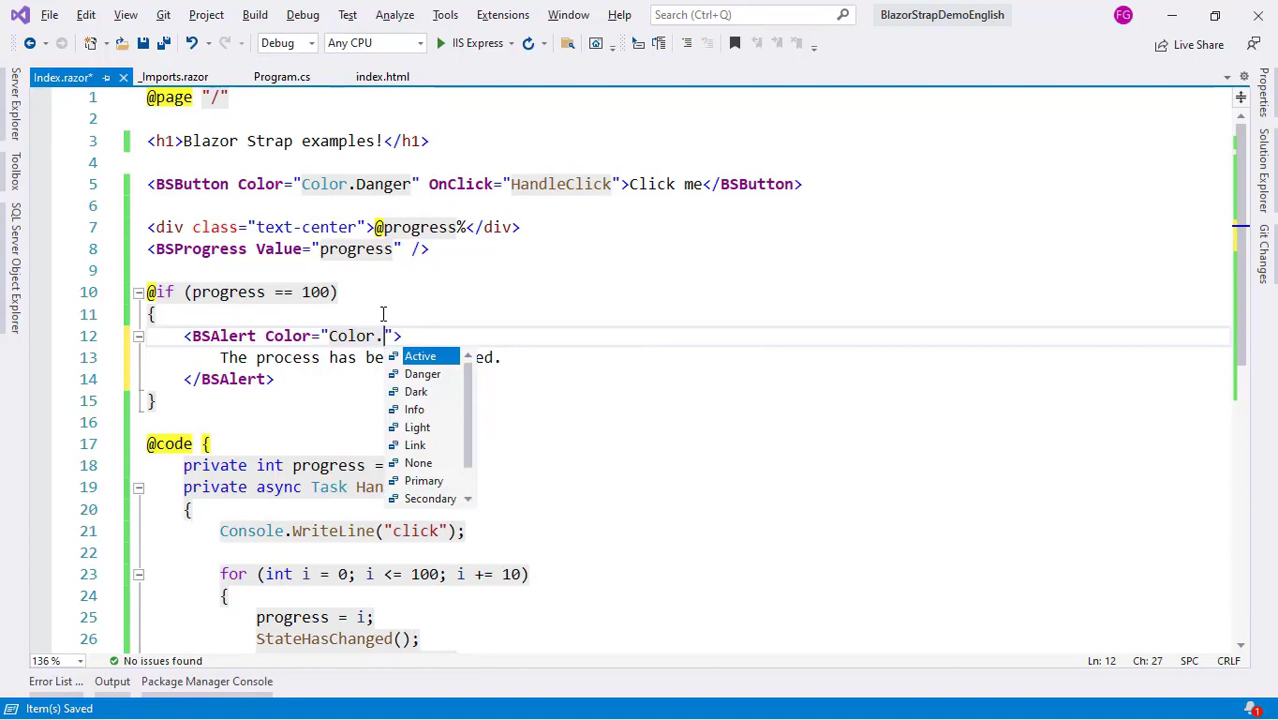 File Edit View Git Project Build Debug Test Analyze Tools Extensions Window Help Search (Ctrl+Q) BlazorStrapDemoEnglish FG
Debug Any CPU IIS Express Live Share
Index.razor* _Imports.razor Program.cs index.html
Server Explorer
Toolbox
SQL Server Object Explorer
1 @page "/"
2
3 <h1>Blazor Strap examples!</h1>
4
5 <BSButton Color="Color.Danger" OnClick="HandleClick">Click me</BSButton>
6
7 <div class="text-center">@progress%</div>
8 <BSProgress Value="progress" />
9
10 @if (progress == 100)
11 {
12 <BSAlert Color="Color.">
13 The process has be ed.
14 </BSAlert>
15 }
16
17 @code {
18 private int progress =
19 private async Task Han
20 {
21 Console.WriteLine("click");
22
23 for (int i = 0; i <= 100; i += 10)
24 {
25 progress = i;
26 StateHasChanged();
Active
Danger
Dark
Info
Light
Link
None
Primary
Secondary
Properties
Solution Explorer
Git Changes
136 % No issues found Ln: 12 Ch: 27 SPC CRLF
Error List ... Output Package Manager Console
Item(s) Saved 1